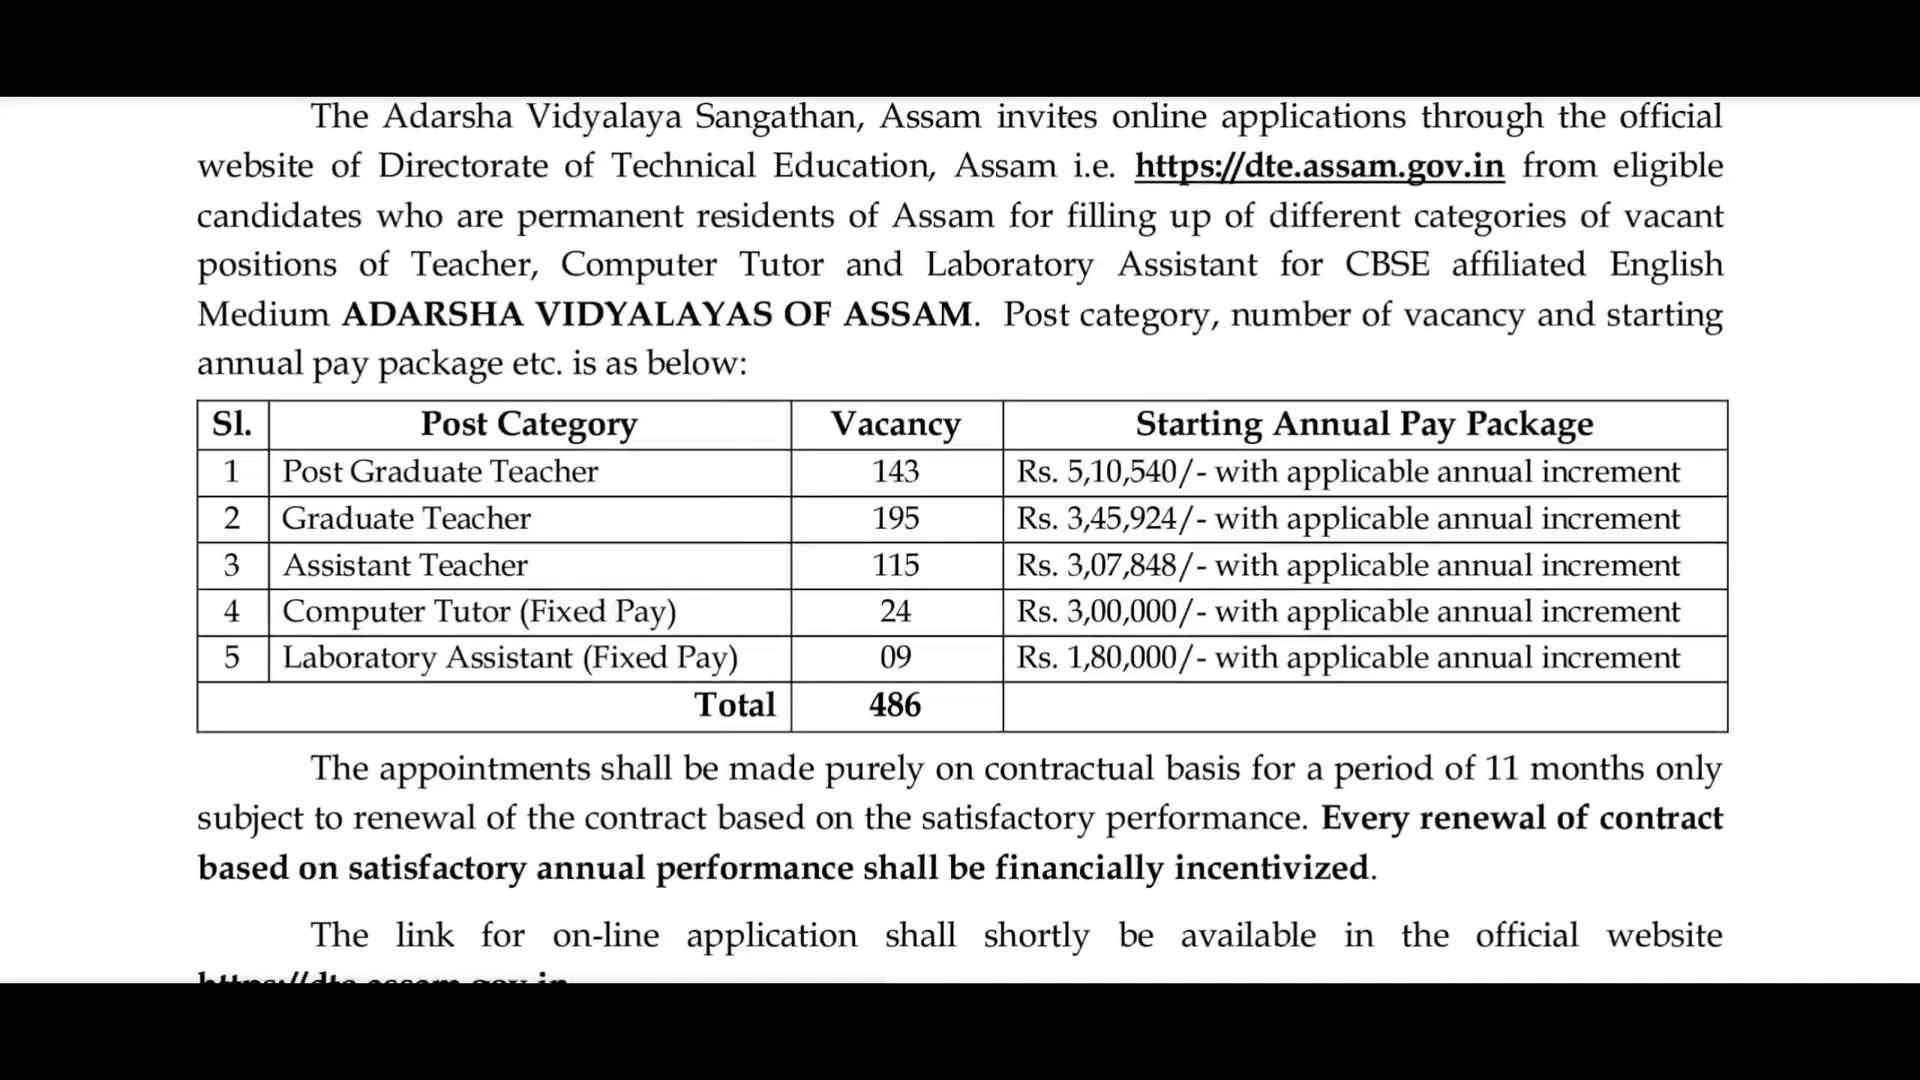 The Adarsha Vidyalaya Sangathan, Assam invites online applications through the official
website of Directorate of Technical Education, Assam i.e. https://dte.assam.gov.in from eligible
candidates who are permanent residents of Assam for filling up of different categories of vacant
positions of Teacher, Computer Tutor and Laboratory Assistant for CBSE affiliated English
Medium ADARSHA VIDYALAYAS OF ASSAM. Post category, number of vacancy and starting
annual pay package etc. is as below:
Sl. Post Category Vacancy Starting Annual Pay Package
1 Post Graduate Teacher 143 Rs. 5,10,540/- with applicable annual increment
2 Graduate Teacher 195 Rs. 3,45,924/- with applicable annual increment
3 Assistant Teacher 115 Rs. 3,07,848/- with applicable annual increment
4 Computer Tutor (Fixed Pay) 24 Rs. 3,00,000/- with applicable annual increment
5 Laboratory Assistant (Fixed Pay) 09 Rs. 1,80,000/- with applicable annual increment
Total 486
The appointments shall be made purely on contractual basis for a period of 11 months only
subject to renewal of the contract based on the satisfactory performance. Every renewal of contract
based on satisfactory annual performance shall be financially incentivized.
The link for on-line application shall shortly be available in the official website
https://dte.assam.gov.in